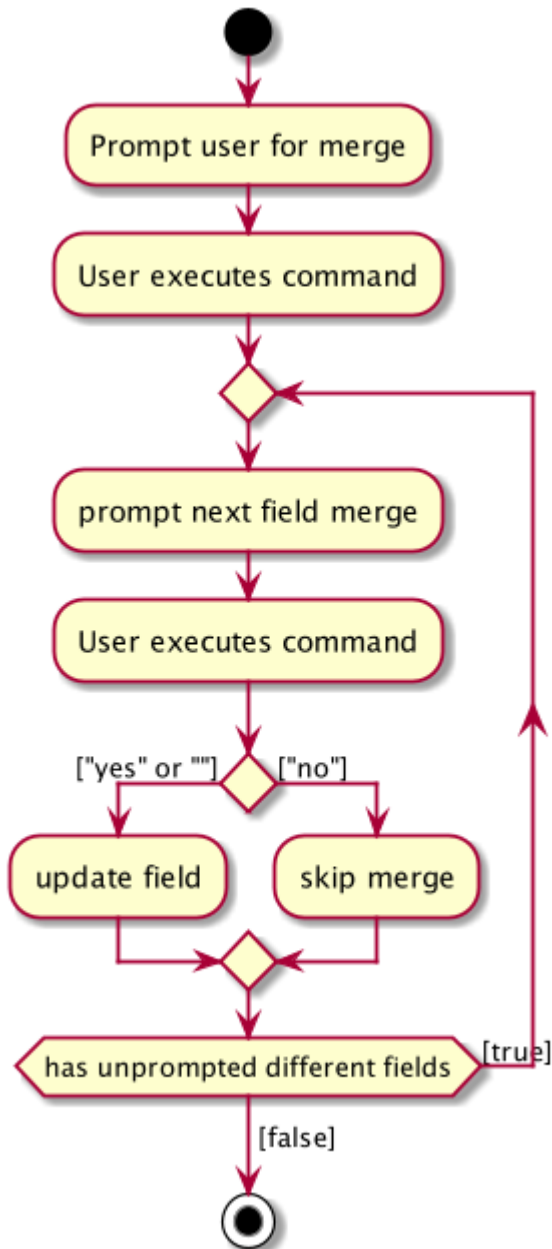 Prompt user for merge
User executes command
prompt next field merge
User executes command
["yes" or ""]
["no"]
update field
skip merge
has unprompted different fields
[true]
[false]